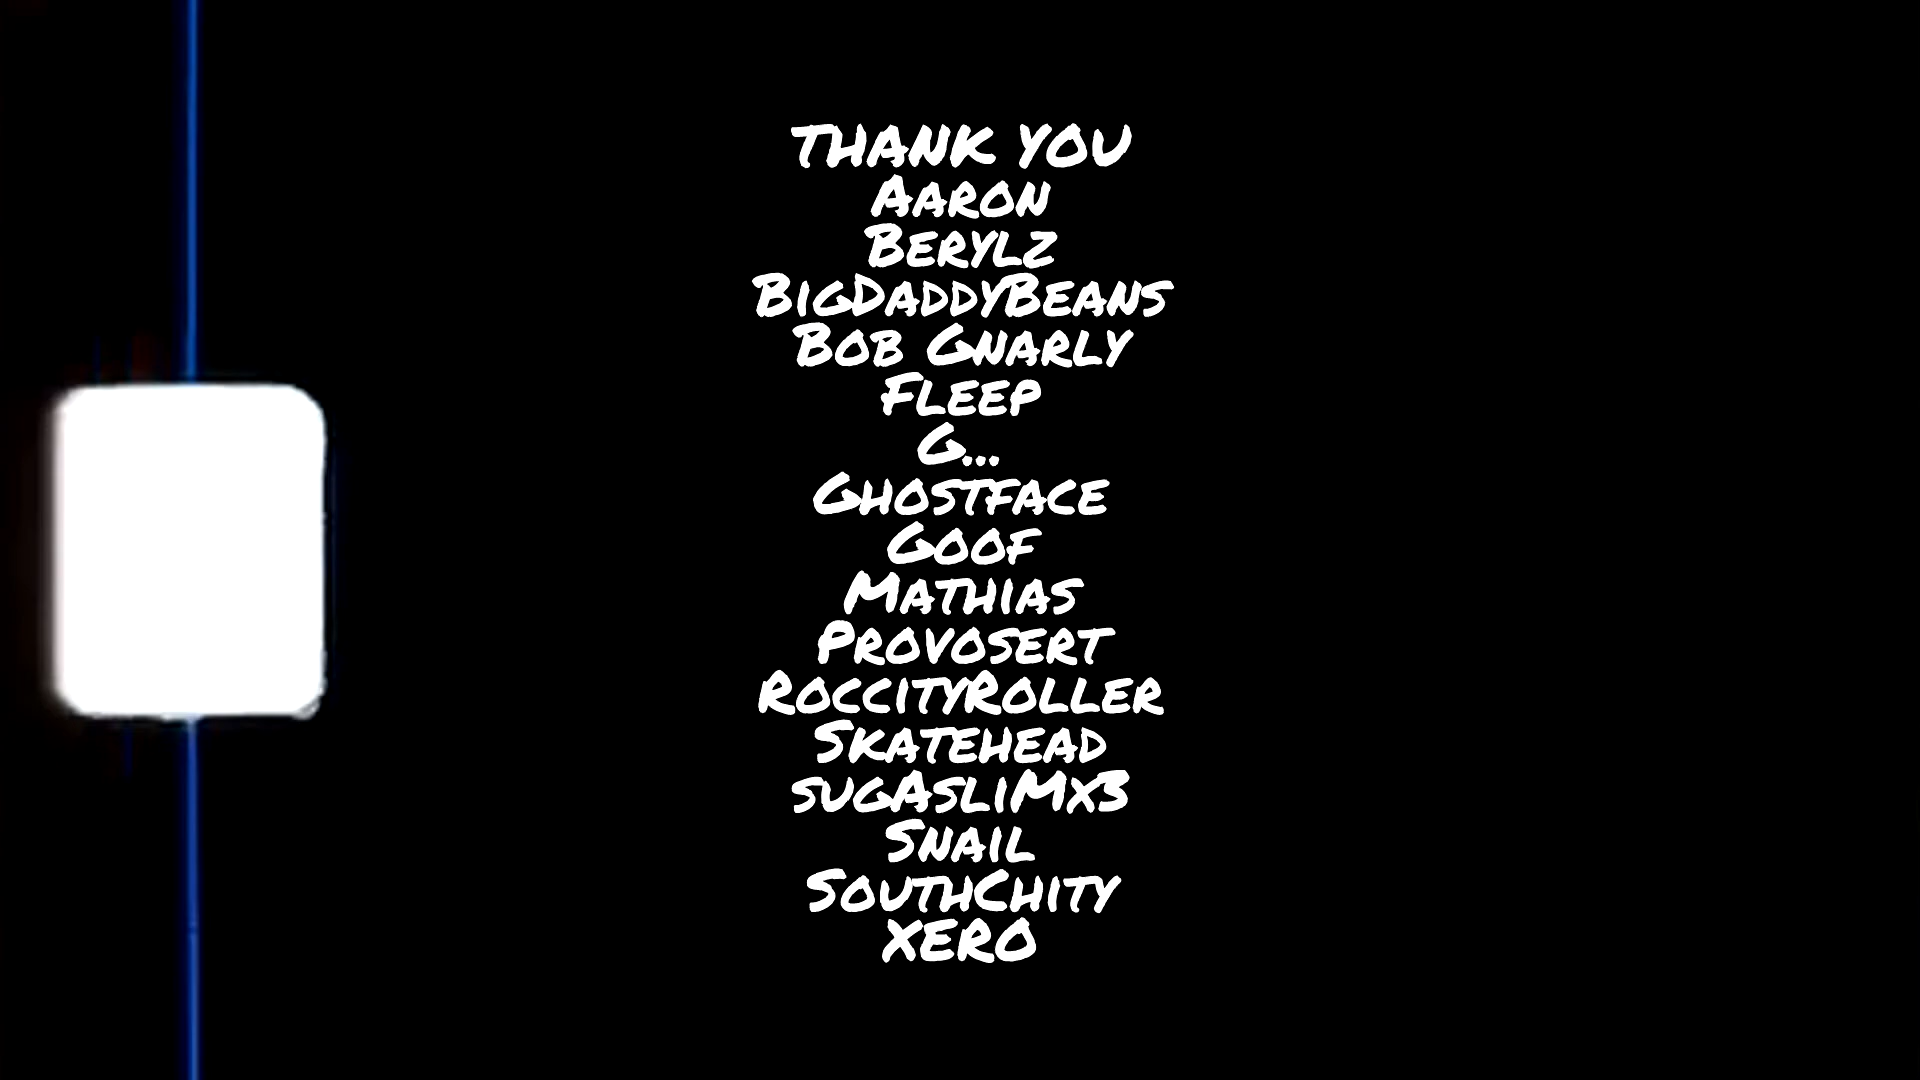 THANK YOU
Aaron
Berylz
BigDaddyBeans
Bob Gnarly
Fleep
G...
Ghostface
Goof
Mathias
Provosert
RoccityRoller
Skatehead
sugAsliMx3
Snail
SouthChity
XERO